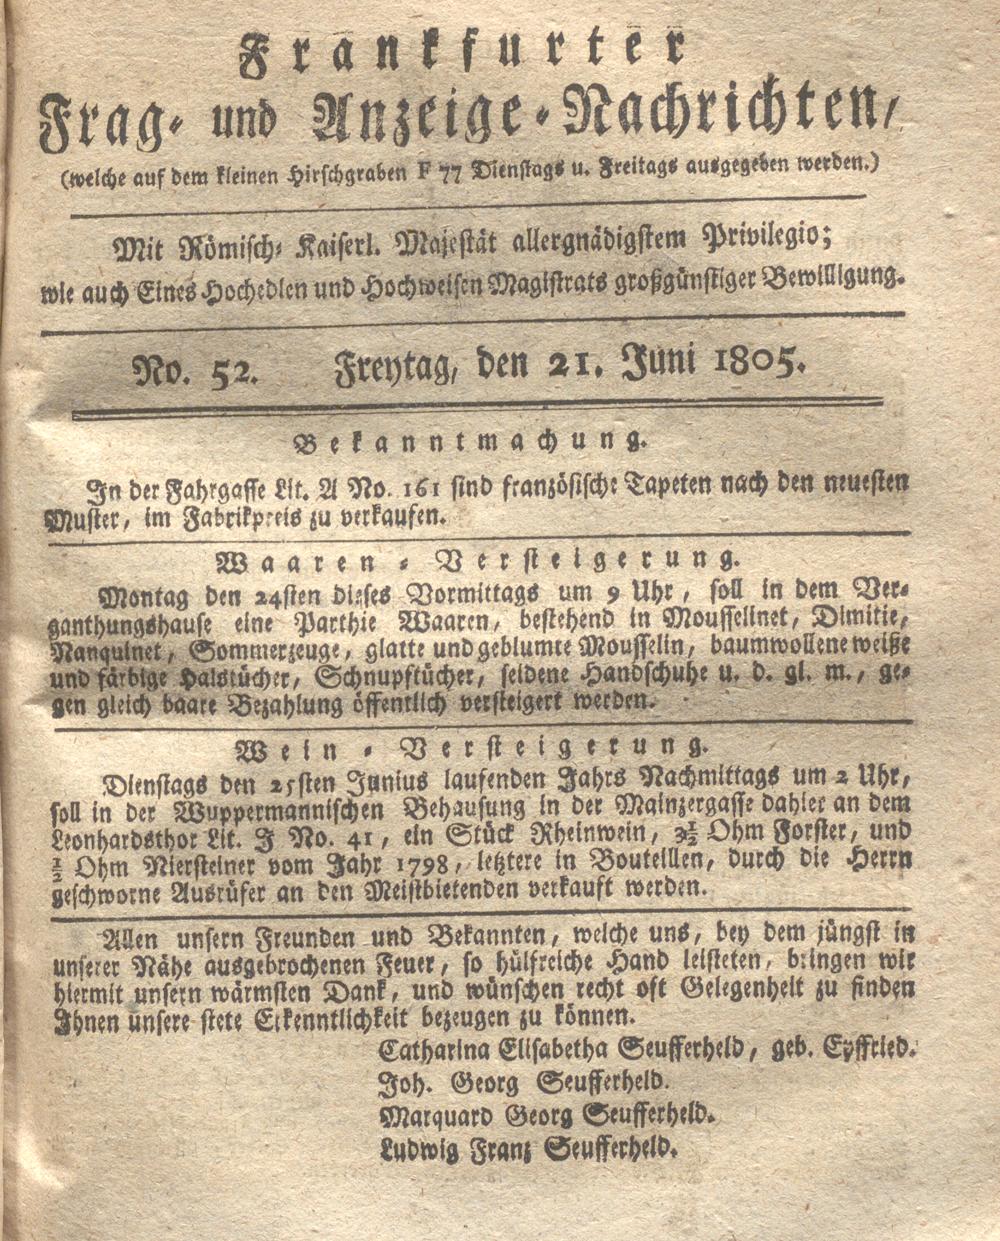 Frankfurter
Frag- und Anzeige-Nachrichten,
(welche auf dem kleinen Hirschgraben F 77 Dienstags u. Freitags ausgegeben werden.)
Mit Römisch- Kaiserl. Majestät allergnädigstem Privilegio;
wie auch Eines Hochedlen und Hochweisen Magistrats großgünstiger Bewilligung.
No. 52. Freytag, den 21. Juni 1805.
Bekanntmachung.
In der Fahrgasse Lit. A No. 161 sind französische Tapeten nach den neuesten
Muster, im Fabrikpreis zu verkaufen.
Waaren-Versteigerung.
Montag den 24sten dieses Vormittags um 9 Uhr, soll in dem Ver-
ganthungshause eine Parthie Waaren, bestehend in Moussellnet, Dimitie,
Nanquinet, Sommerzeuge, glatte und geblumte Mousselin, baumwollene weiße
und färbige Halstücher, Schnupftücher, seidene Handschuhe u. d. gl. m., ge-
gen gleich baare Bezahlung öffentlich versteigert werden.
Wein-Versteigerung.
Dienstags den 25sten Junius laufenden Jahrs Nachmittags um 2 Uhr,
soll in der Wuppermannischen Behausung in der Mainzergasse dahier an dem
Leonhardsthor Lit. J No. 41, ein Stück Rheinwein, 3½ Ohm Forster, und
½ Ohm Niersteiner vom Jahr 1798, letztere in Bouteillen, durch die Herrn
geschworne Ausrüfer an den Meistbietenden verkauft werden.
Allen unsern Freunden und Bekannten, welche uns, bey dem jüngst in
unserer Nähe ausgebrochenen Feuer, so hülfreiche Hand leisteten, bringen wir
hiermit unsern wärmsten Dank, und wünschen recht oft Gelegenheit zu finden
Ihnen unsere stete Erkenntlichkeit bezeugen zu können.
Catharina Elisabetha Seufferheld, geb. Eyffried.
Joh. Georg Seufferheld.
Marquard Georg Seufferheld.
Ludwig Franz Seufferheld.